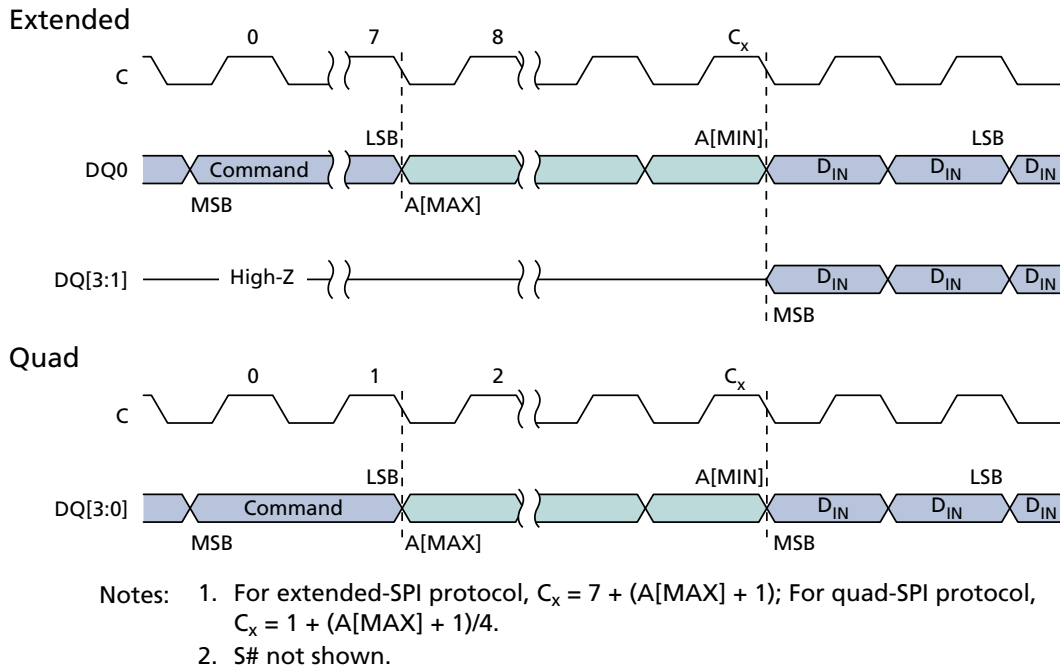 Extended
0 7 8 Cx
C
LSB A[MIN] LSB
DQ0 Command DIN DIN DIN
MSB A[MAX]
DQ[3:1] High-Z DIN DIN DIN
MSB
Quad
0 1 2 Cx
C
LSB A[MIN] LSB
DQ[3:0] Command DIN DIN DIN
MSB A[MAX] MSB
Notes: 1. For extended-SPI protocol, Cx = 7 + (A[MAX] + 1); For quad-SPI protocol,
Cx = 1 + (A[MAX] + 1)/4.
2. S# not shown.